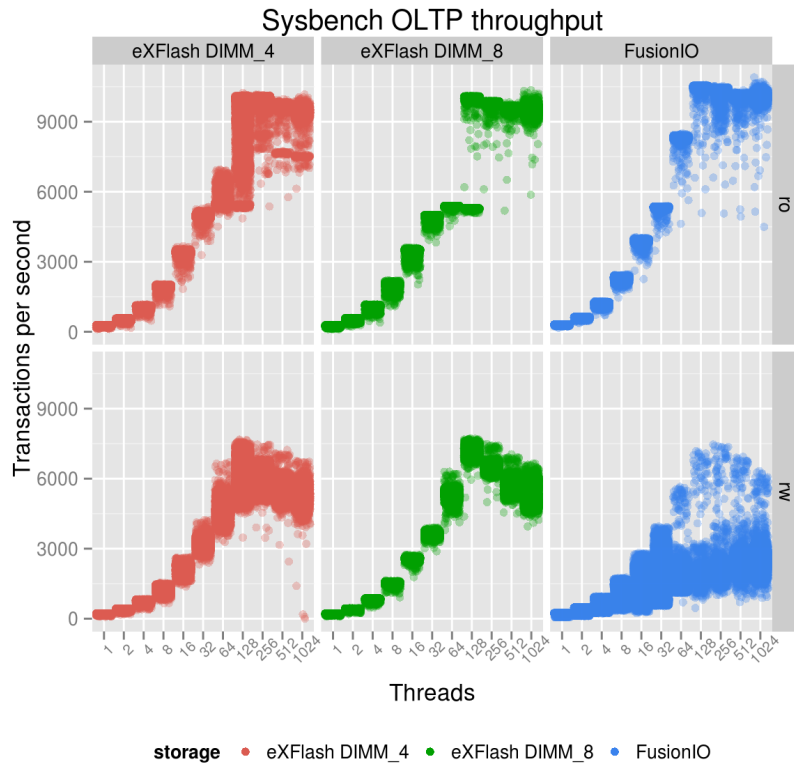 Sysbench OLTP throughput
eXFlash DIMM_4 eXFlash DIMM_8 FusionIO
Transactions per second
9000
6000
3000
0
ro
9000
6000
3000
0
rw
1 2 4 8 16 32 64 128 256 512 1024 1 2 4 8 16 32 64 128 256 512 1024 1 2 4 8 16 32 64 128 256 512 1024
Threads
storage eXFlash DIMM_4 eXFlash DIMM_8 FusionIO